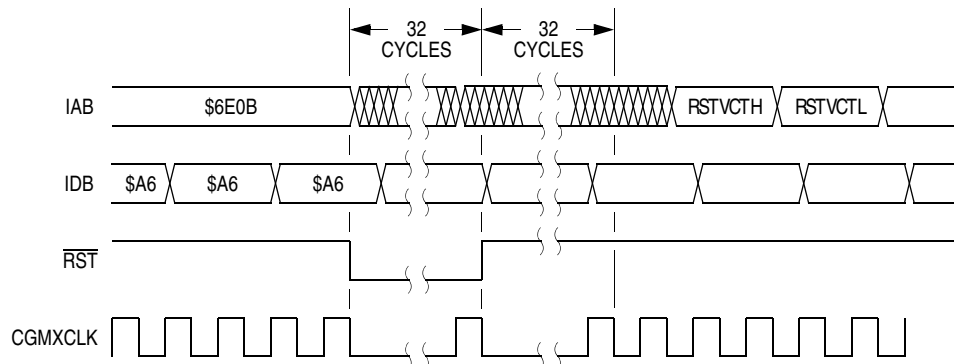 32 CYCLES
32 CYCLES
IAB $6E0B RSTVCTH RSTVCTL
IDB $A6 $A6 $A6
RST
CGMXCLK